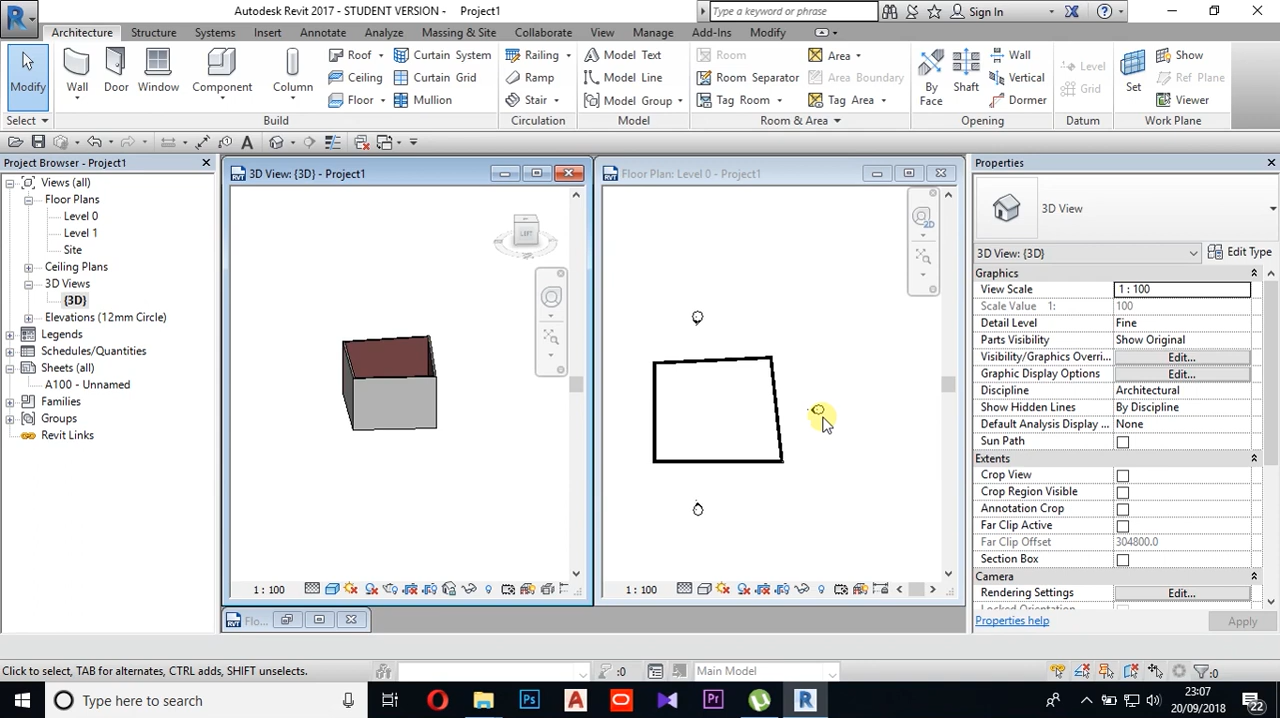 Autodesk Revit 2017 - STUDENT VERSION - Project1
Type a keyword or phrase
Sign In
Architecture Structure Systems Insert Annotate Analyze Massing & Site Collaborate View Manage Add-Ins Modify
Modify
Wall Door Window Component Column
Roof Ceiling Floor
Curtain System Curtain Grid Mullion
Railing Ramp Stair
Model Text Model Line Model Group
Room Room Separator Tag Room
Area Area Boundary Tag Area
By Face Shaft Wall Vertical Dormer
Level Grid
Set Show Ref Plane Viewer
Select Build Circulation Model Room & Area Opening Datum Work Plane
Project Browser - Project1
Views (all)
Floor Plans
Level 0
Level 1
Site
Ceiling Plans
3D Views
{3D}
Elevations (12mm Circle)
Legends
Schedules/Quantities
Sheets (all)
A100 - Unnamed
Families
Groups
Revit Links
3D View: {3D} - Project1
LEFT
1 : 100
Floor Plan: Level 0 - Project1
2D
1 : 100
Flo...
Properties
3D View
3D View: {3D} Edit Type
Graphics
View Scale 1 : 100
Scale Value 1: 100
Detail Level Fine
Parts Visibility Show Original
Visibility/Graphics Overri... Edit...
Graphic Display Options Edit...
Discipline Architectural
Show Hidden Lines By Discipline
Default Analysis Display ... None
Sun Path
Extents
Crop View
Crop Region Visible
Annotation Crop
Far Clip Active
Far Clip Offset 304800.0
Section Box
Camera
Rendering Settings Edit...
Locked Orientation
Properties help Apply
Click to select, TAB for alternates, CTRL adds, SHIFT unselects.
:0
Main Model
:0
Type here to search
23:07
20/09/2018
22